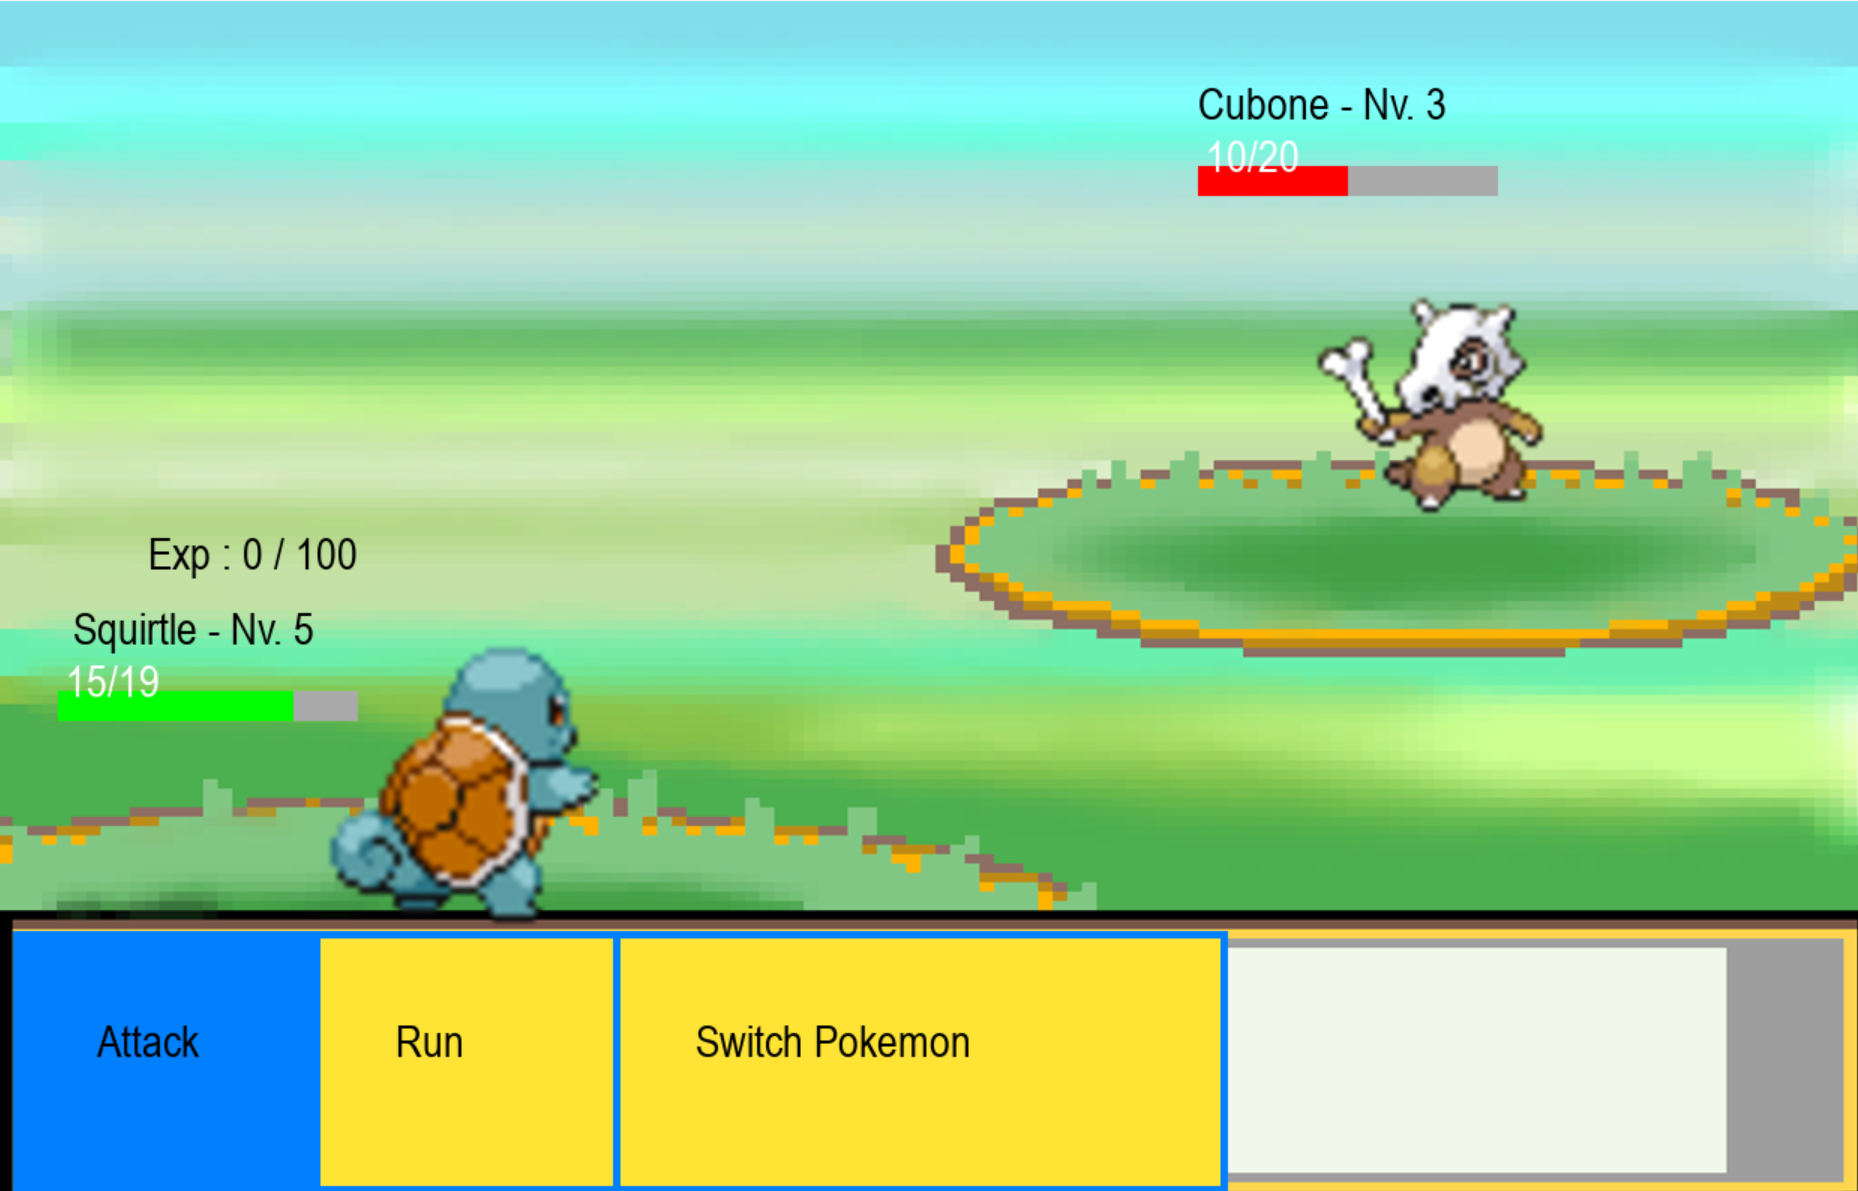 Cubone - Nv. 3
10/20
Exp : 0 / 100
Squirtle - Nv. 5
15/19
Attack
Run
Switch Pokemon